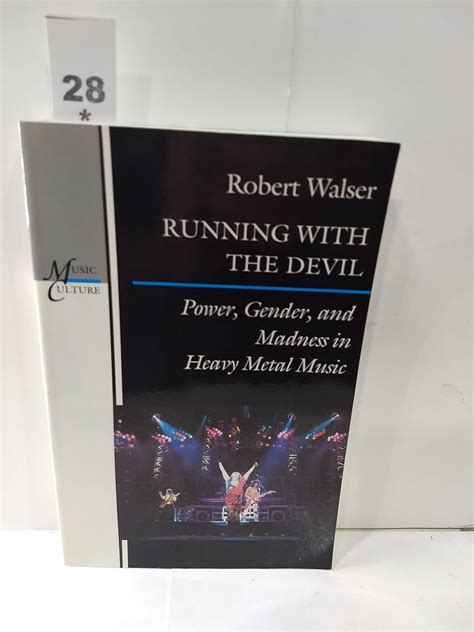 28
*
Robert Walser
RUNNING WITH
THE DEVIL
MUSIC
CULTURE
Power, Gender, and
Madness in
Heavy Metal Music